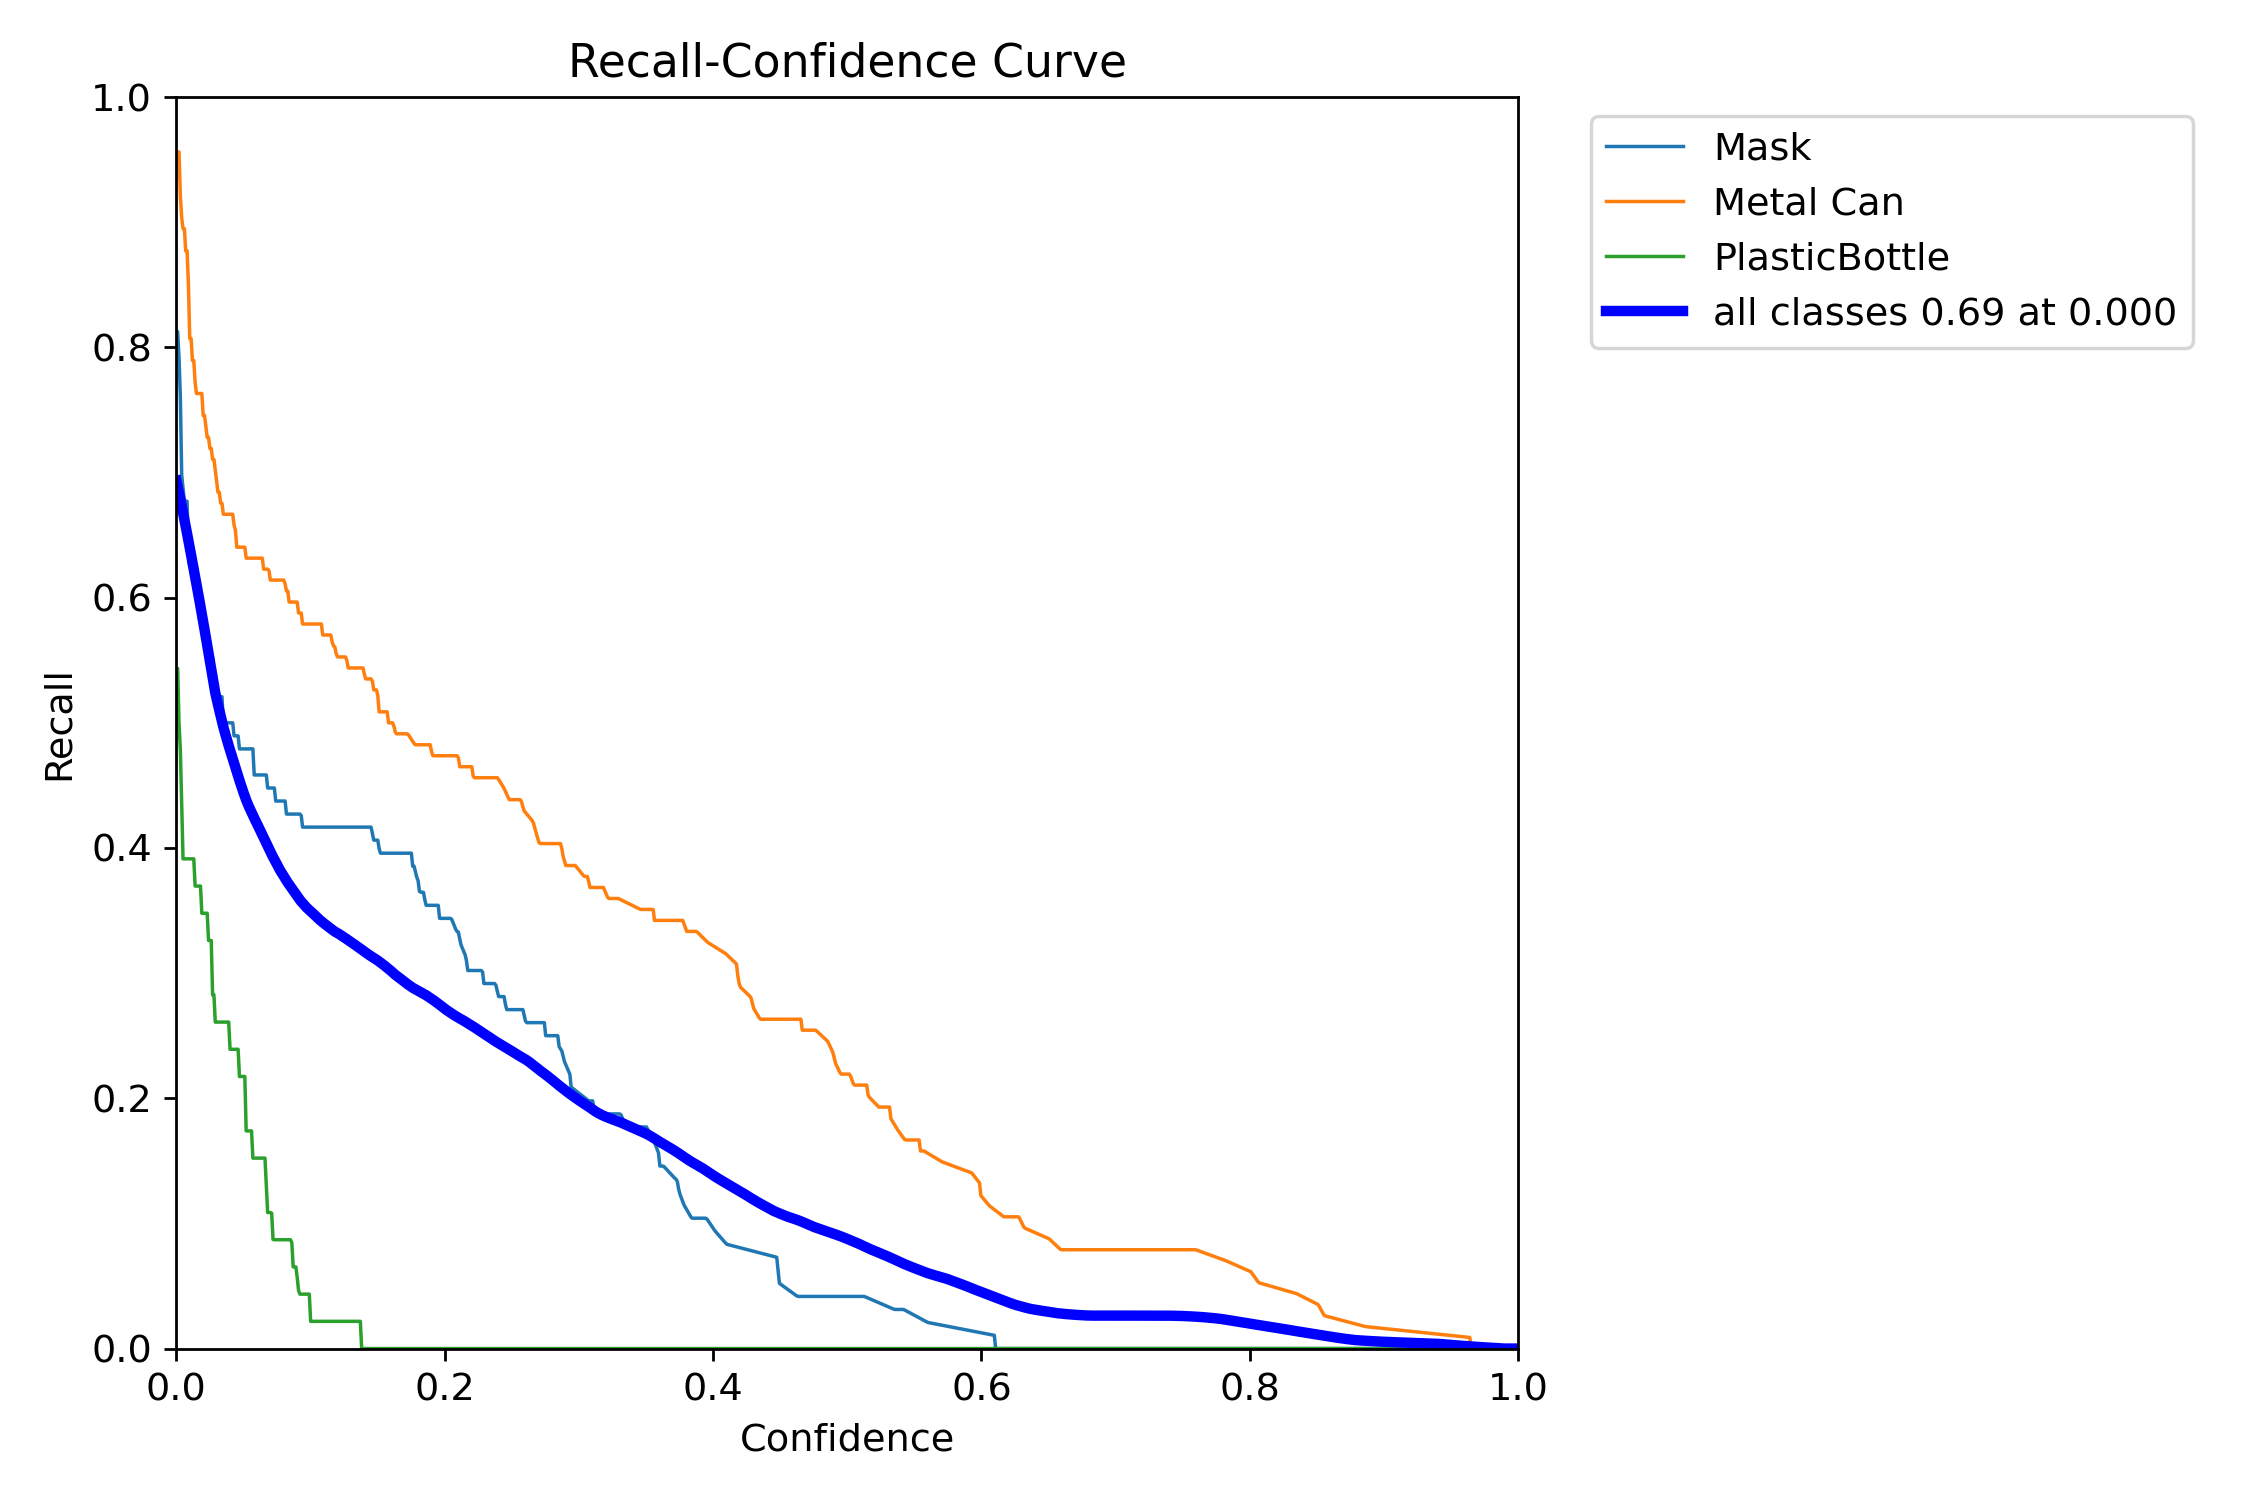 Recall-Confidence Curve
1.0
0.8
0.6
0.4
0.2
0.0
Recall
0.0 0.2 0.4 0.6 0.8 1.0
Confidence
Mask
Metal Can
PlasticBottle
all classes 0.69 at 0.000